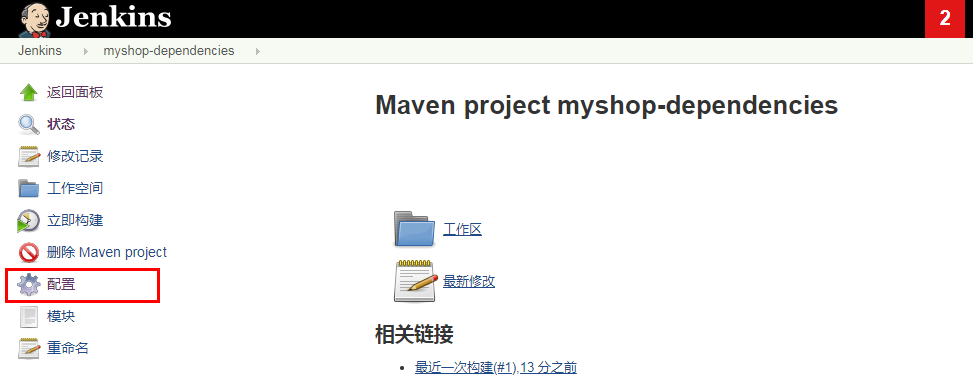 Jenkins
2
Jenkins myshop-dependencies
返回面板
状态
修改记录
工作空间
立即构建
删除 Maven project
配置
模块
重命名
Maven project myshop-dependencies
工作区
最新修改
相关链接
最近一次构建(#1),13 分之前